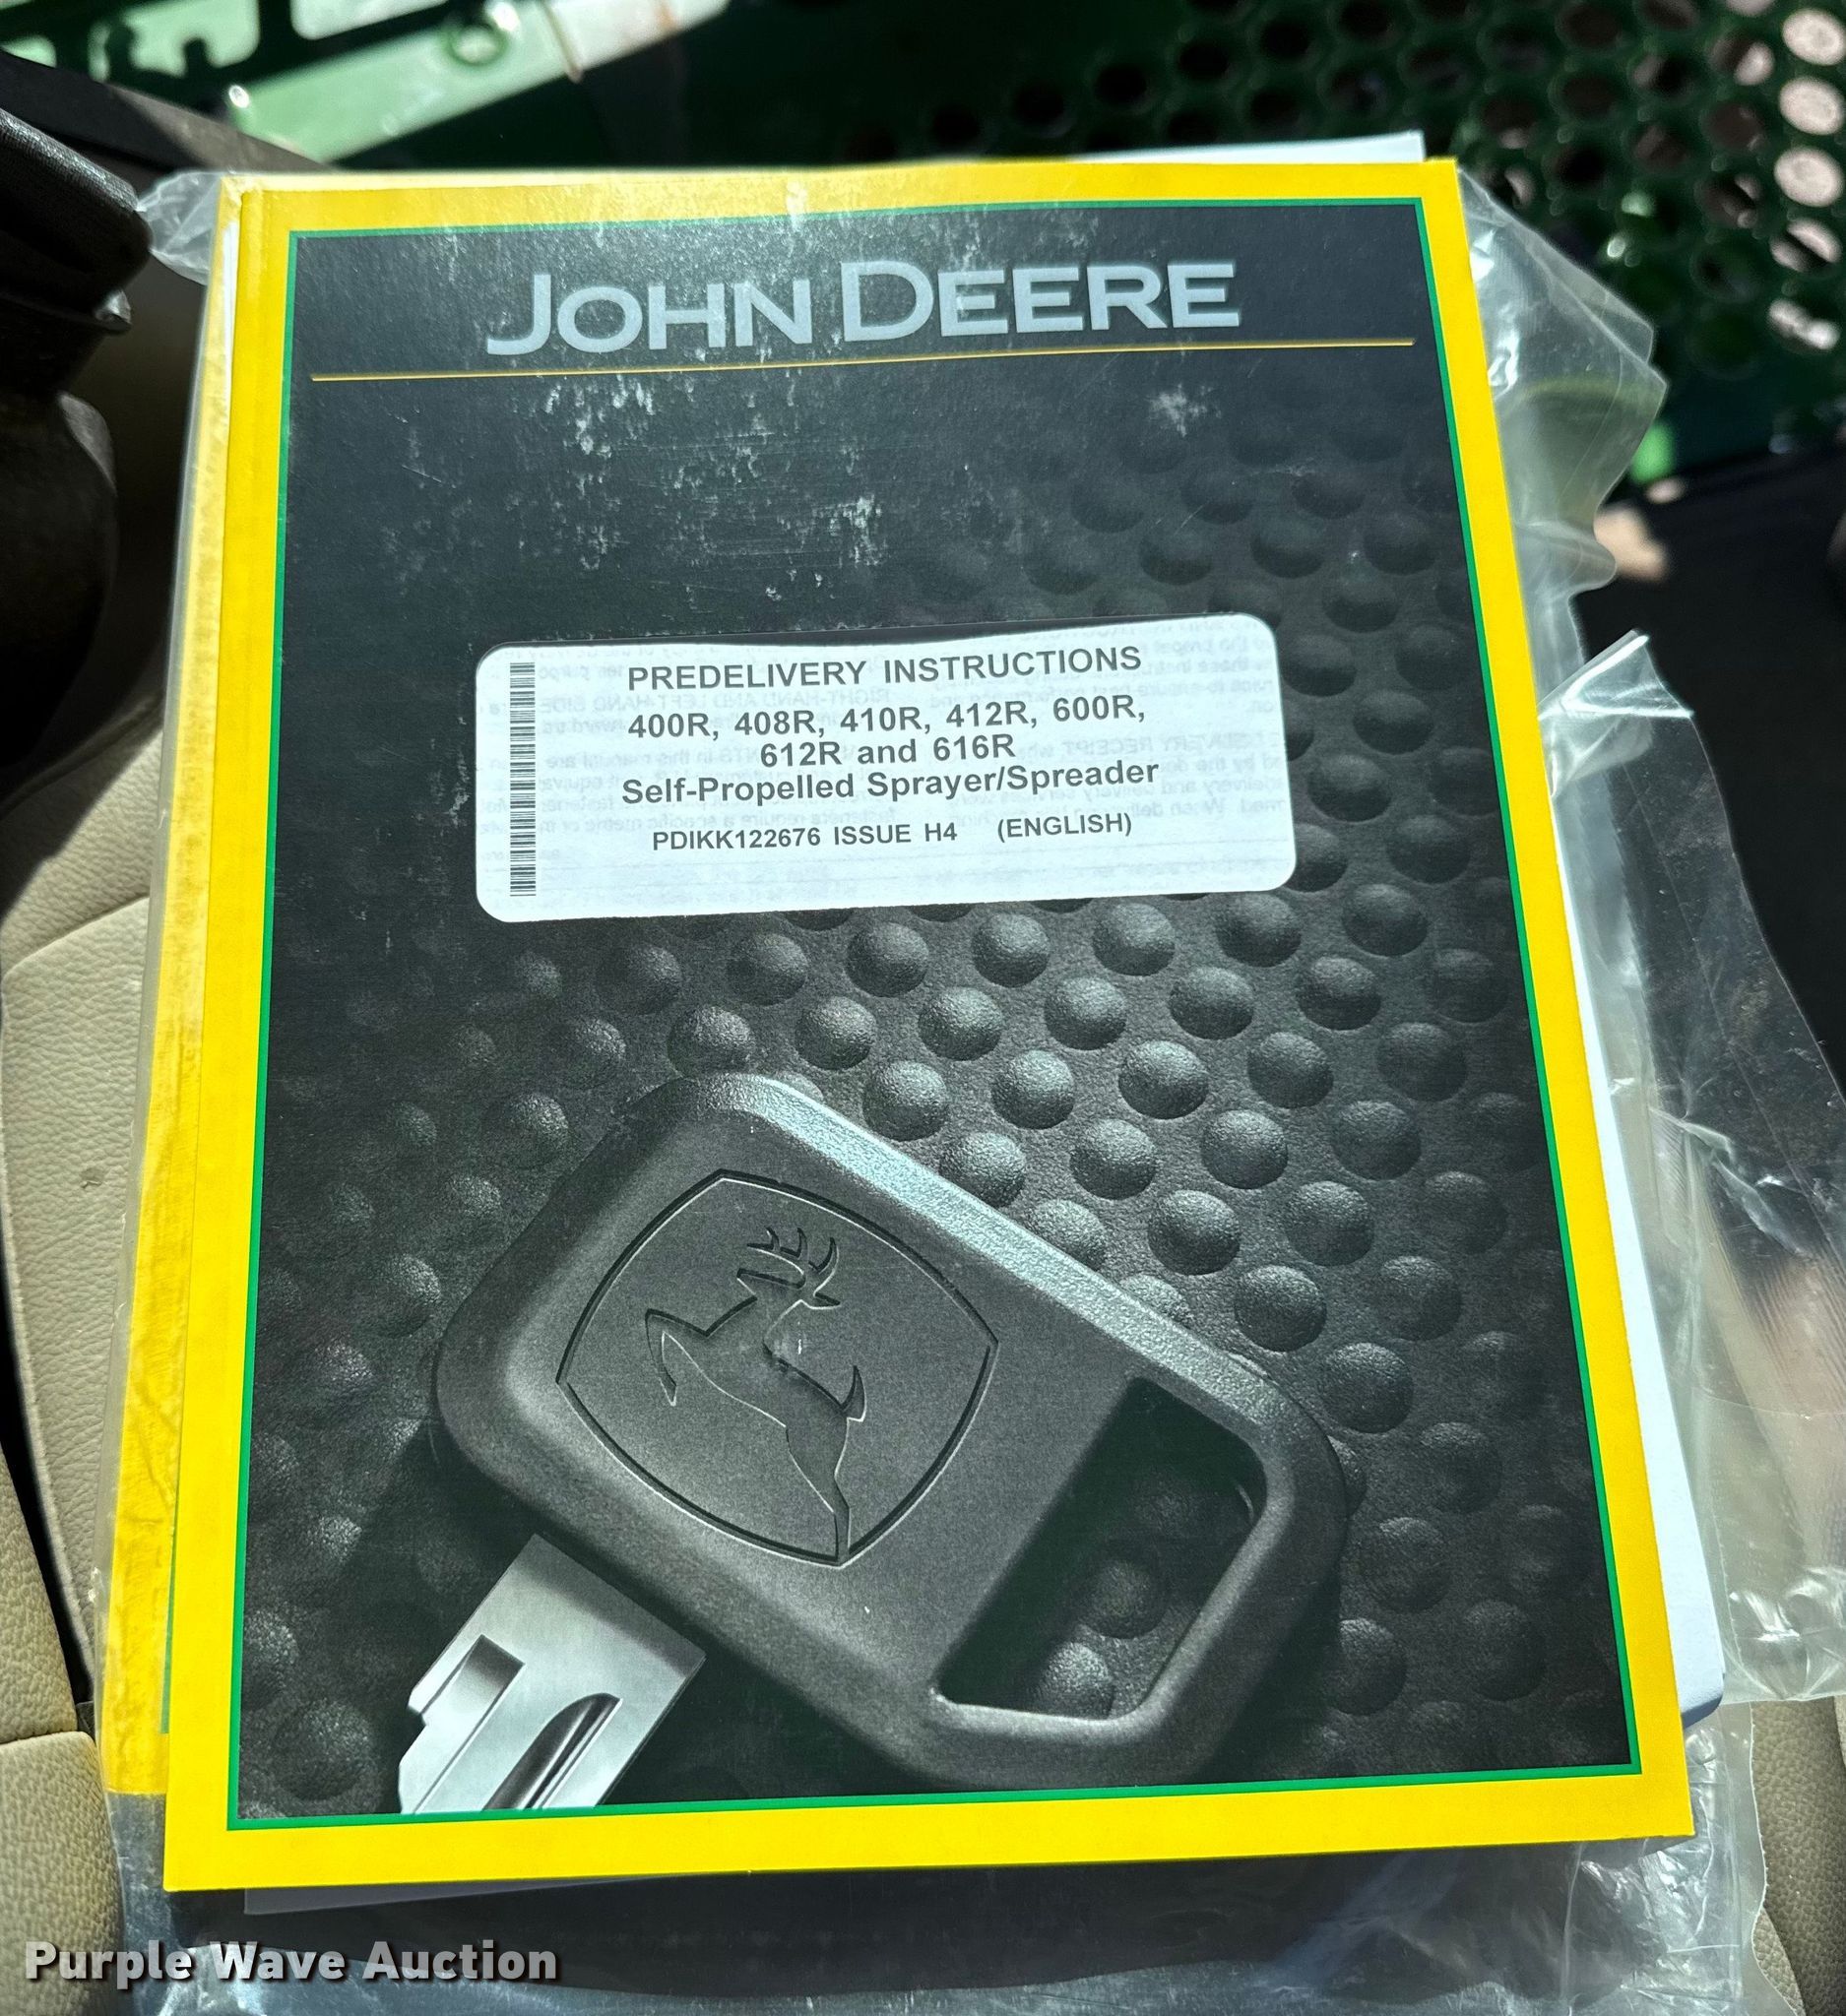 JOHN DEERE
PREDELIVERY INSTRUCTIONS
400R, 408R, 410R, 412R, 600R,
612R and 616R
Self-Propelled Sprayer/Spreader
PDIKK122676 ISSUE H4 (ENGLISH)
Purple Wave Auction